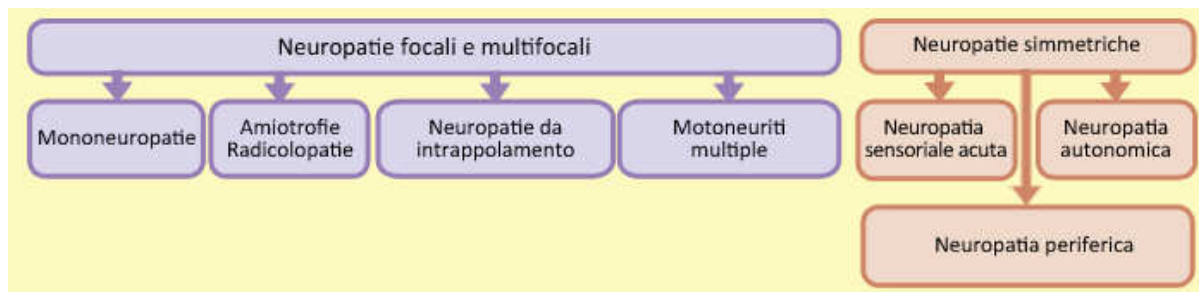 Neuropatie focali e multifocali
Mononeuropatie
Amiotrofie
Radicolopatie
Neuropatie da
intrappolamento
Motoneuriti
multiple
Neuropatie simmetriche
Neuropatia
sensoriale acuta
Neuropatia
autonomica
Neuropatia periferica